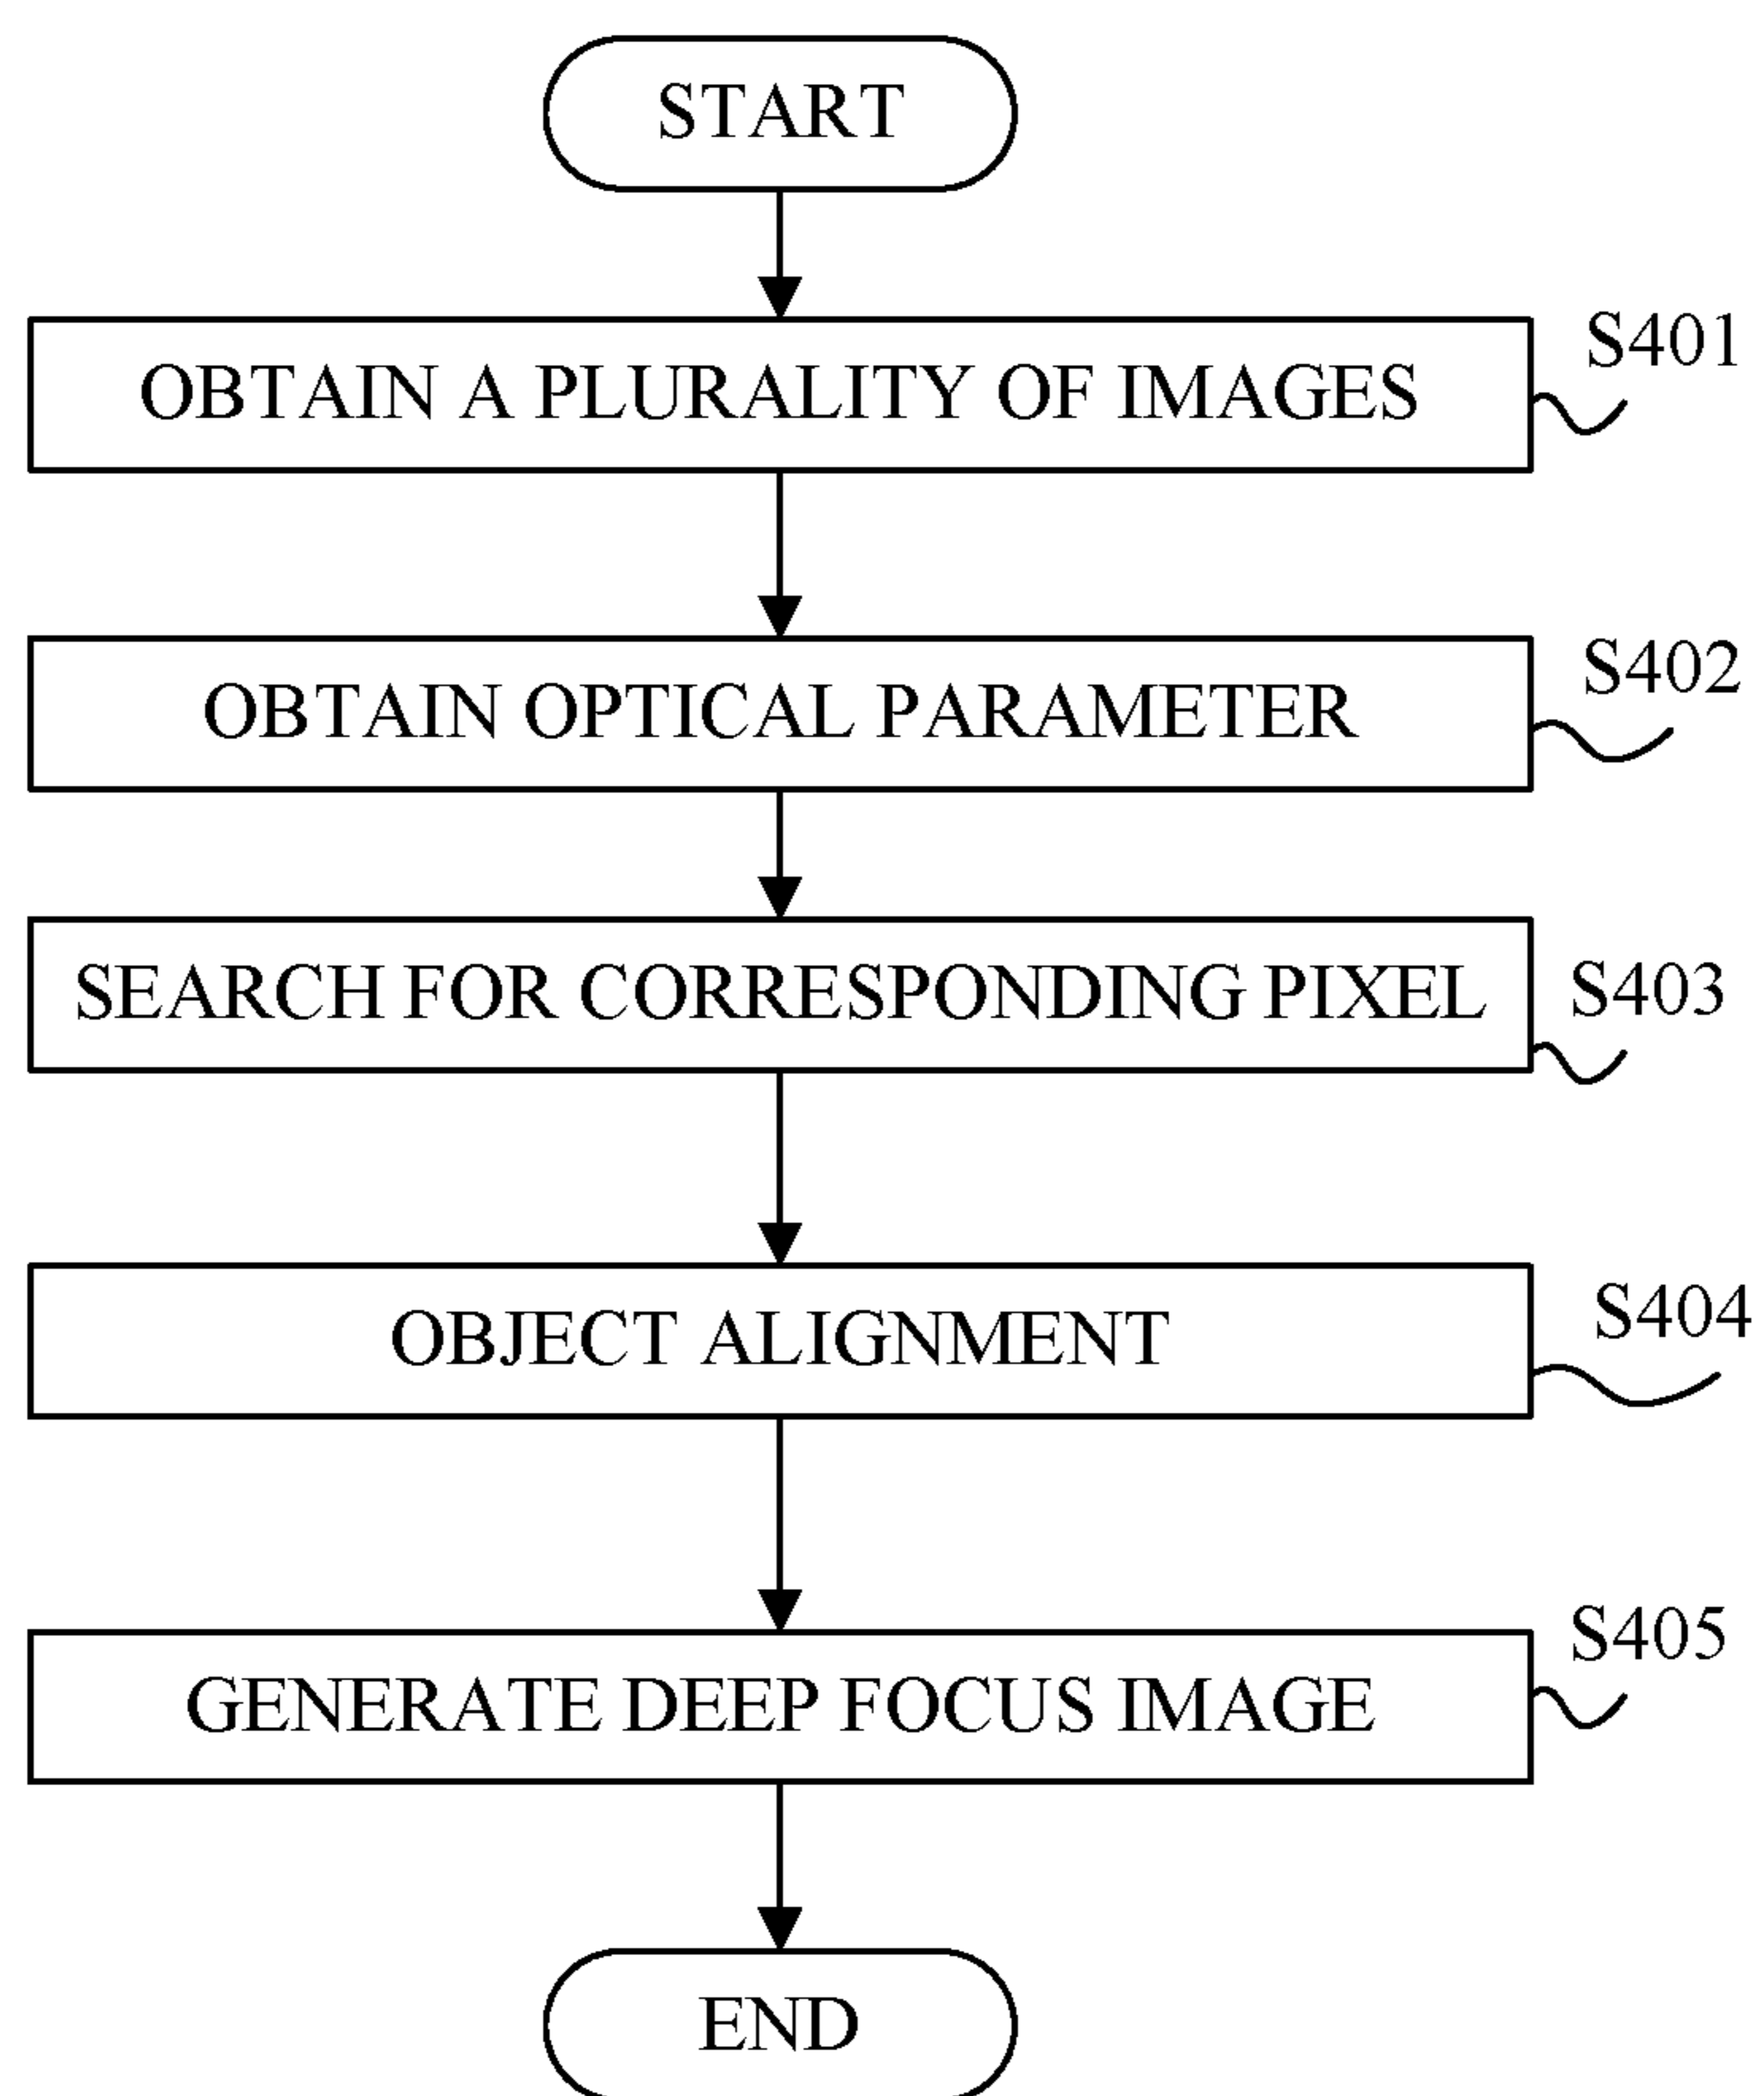 START
OBTAIN A PLURALITY OF IMAGES
S401
OBTAIN OPTICAL PARAMETER
S402
SEARCH FOR CORRESPONDING PIXEL
S403
OBJECT ALIGNMENT
S404
GENERATE DEEP FOCUS IMAGE
S405
END